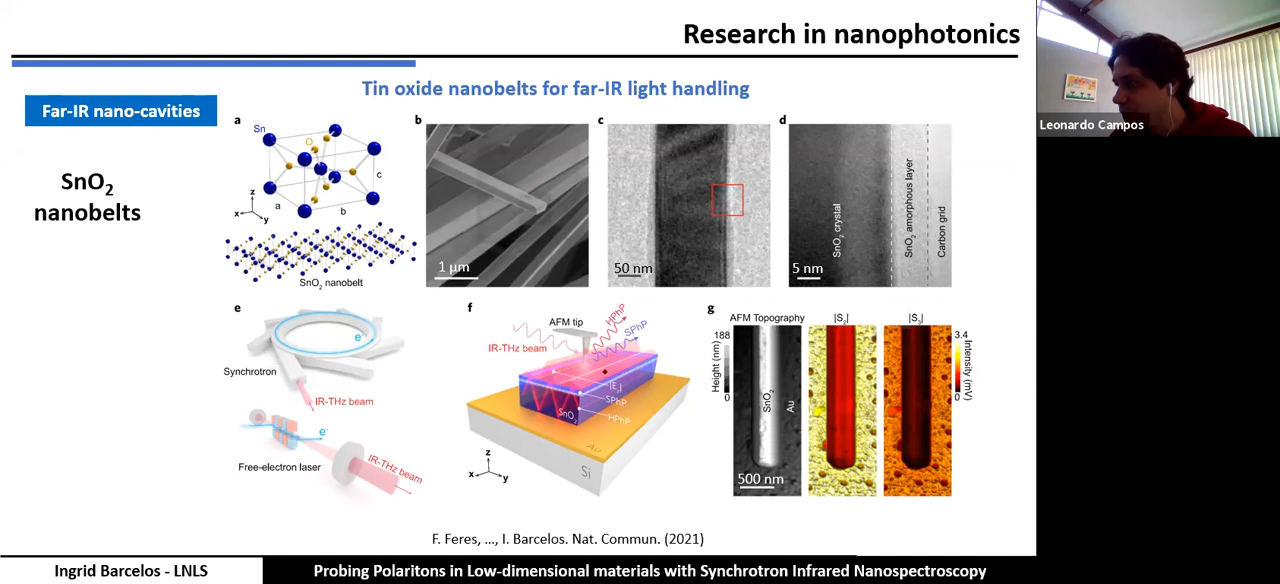 Research in nanophotonics
Tin oxide nanobelts for far-IR light handling
Far-IR nano-cavities
SnO₂
nanobelts
a
Sn
O
c
z
x
y
a
b
SnO₂ nanobelt
b
1 µm
c
50 nm
d
SnO₂ crystal
SnO₂ amorphous layer
Carbon grid
5 nm
e
e⁻
Synchrotron
IR-THz beam
e⁻
Free-electron laser
IR-THz beam
f
AFM tip
HPhP
SPhP
IR-THz beam
|E_z|
SPhP
HPhP
SnO₂
Au
Si
z
x
y
g
AFM Topography
|S₂|
|S₃|
188
Height (nm)
0
SnO₂
Au
500 nm
3.4
Intensity (mV)
0
F. Feres, ..., I. Barcelos. Nat. Commun. (2021)
Ingrid Barcelos - LNLS
Probing Polaritons in Low-dimensional materials with Synchrotron Infrared Nanospectroscopy
Leonardo Campos